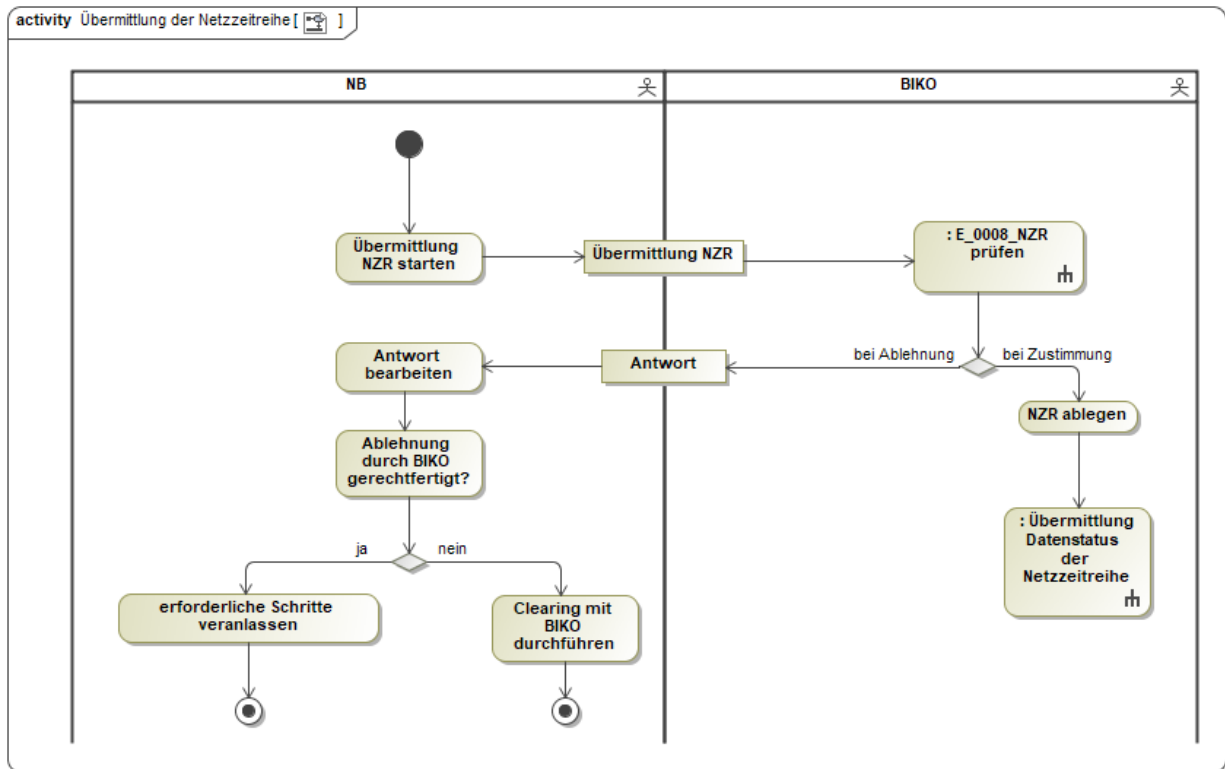 activity Übermittlung der Netzzeitreihe [ ]
NB
BIKO
Übermittlung
NZR starten
Übermittlung NZR
: E_0008_NZR
prüfen
Antwort
bearbeiten
Antwort
bei Ablehnung
bei Zustimmung
NZR ablegen
Ablehnung
durch BIKO
gerechtfertigt?
: Übermittlung
Datenstatus
der
Netzzeitreihe
ja
nein
erforderliche Schritte
veranlassen
Clearing mit
BIKO
durchführen